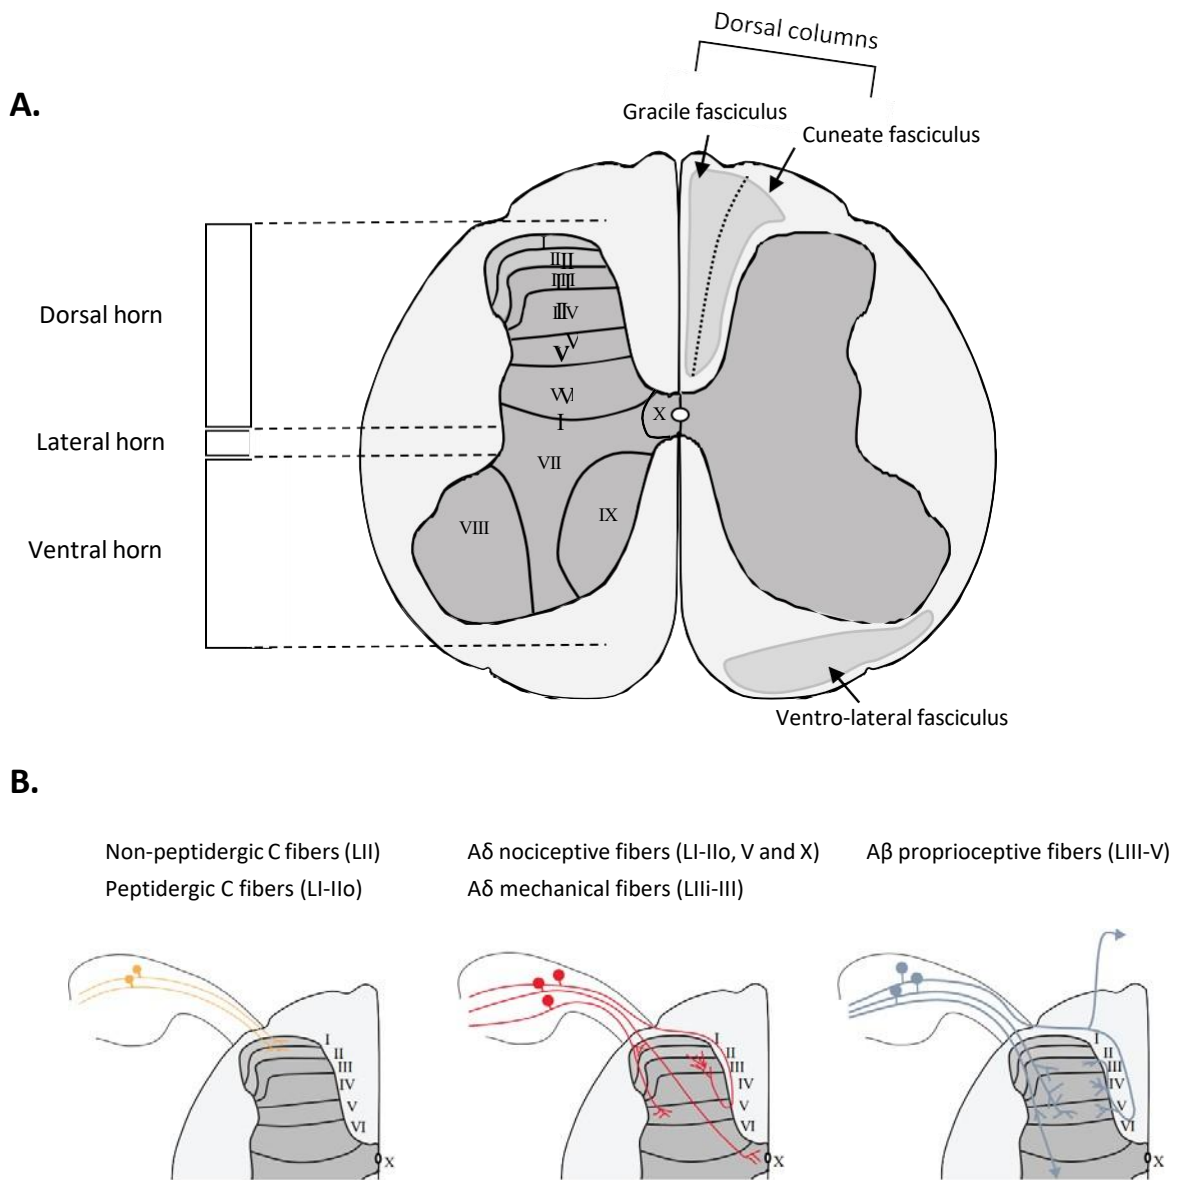 Dorsal columns
A.
Gracile fasciculus
Cuneate fasciculus
Dorsal horn
Lateral horn
Ventral horn
X
VII
VIII
IX
Ventro-lateral fasciculus
B.
Non-peptidergic C fibers (LII)
Peptidergic C fibers (LI-IIo)
Aδ nociceptive fibers (LI-IIo, V and X)
Aδ mechanical fibers (LIIi-III)
Aβ proprioceptive fibers (LIII-V)
I
II
III
IV
V
VI
X
I
II
III
IV
V
VI
X
I
II
III
IV
V
VI
X